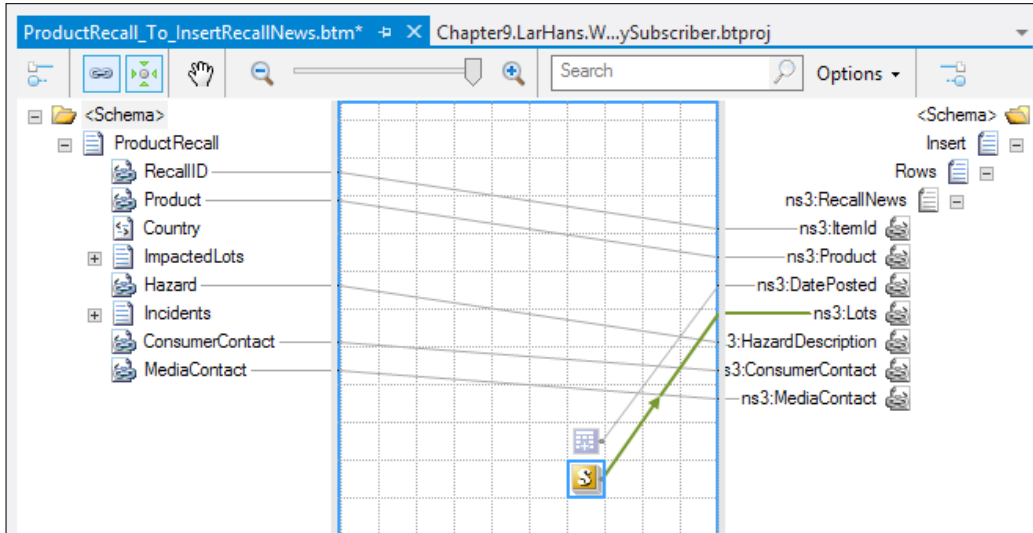 ProductRecall_To_InsertRecallNews.btm* Chapter9.LarHans.W...ySubscriber.btproj
Search Options
<Schema> <Schema>
ProductRecall Insert
RecallID Rows
Product ns3:RecallNews
Country ns3:ItemId
ImpactedLots ns3:Product
Hazard ns3:DatePosted
Incidents ns3:Lots
ConsumerContact 3:HazardDescription
MediaContact s3:ConsumerContact
ns3:MediaContact